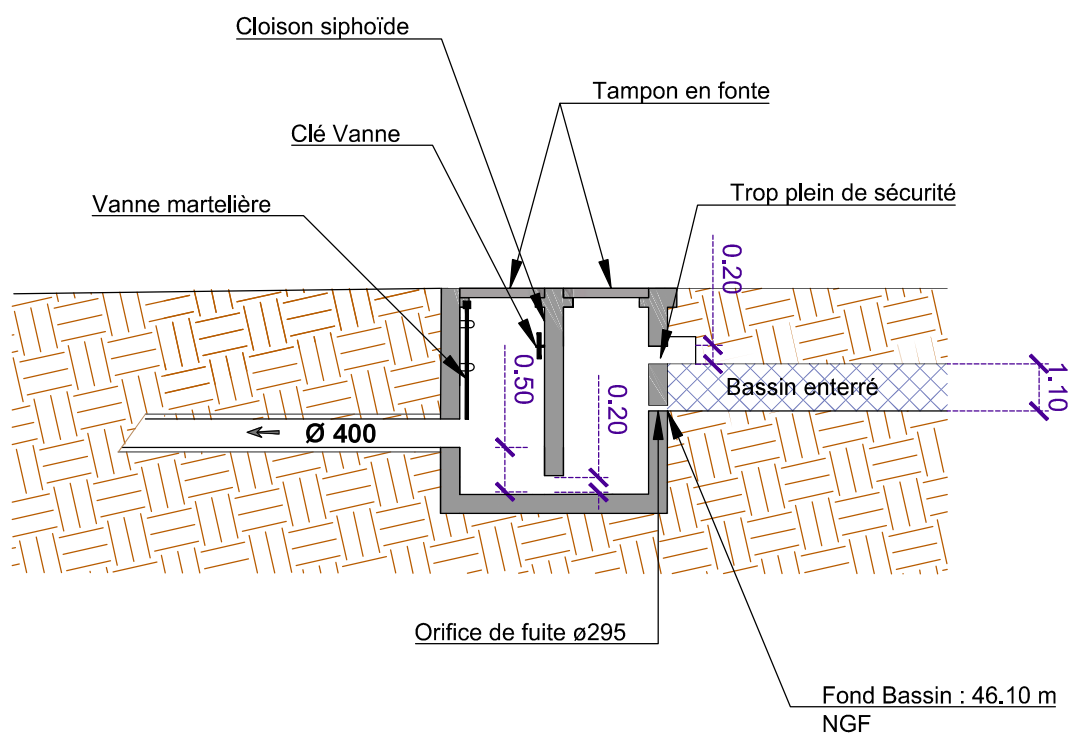 Cloison siphoïde
Tampon en fonte
Clé Vanne
Trop plein de sécurité
Vanne martelière
0.20
0.50
0.20
Bassin enterré
1.10
Ø 400
Orifice de fuite ø295
Fond Bassin : 46.10 m
NGF